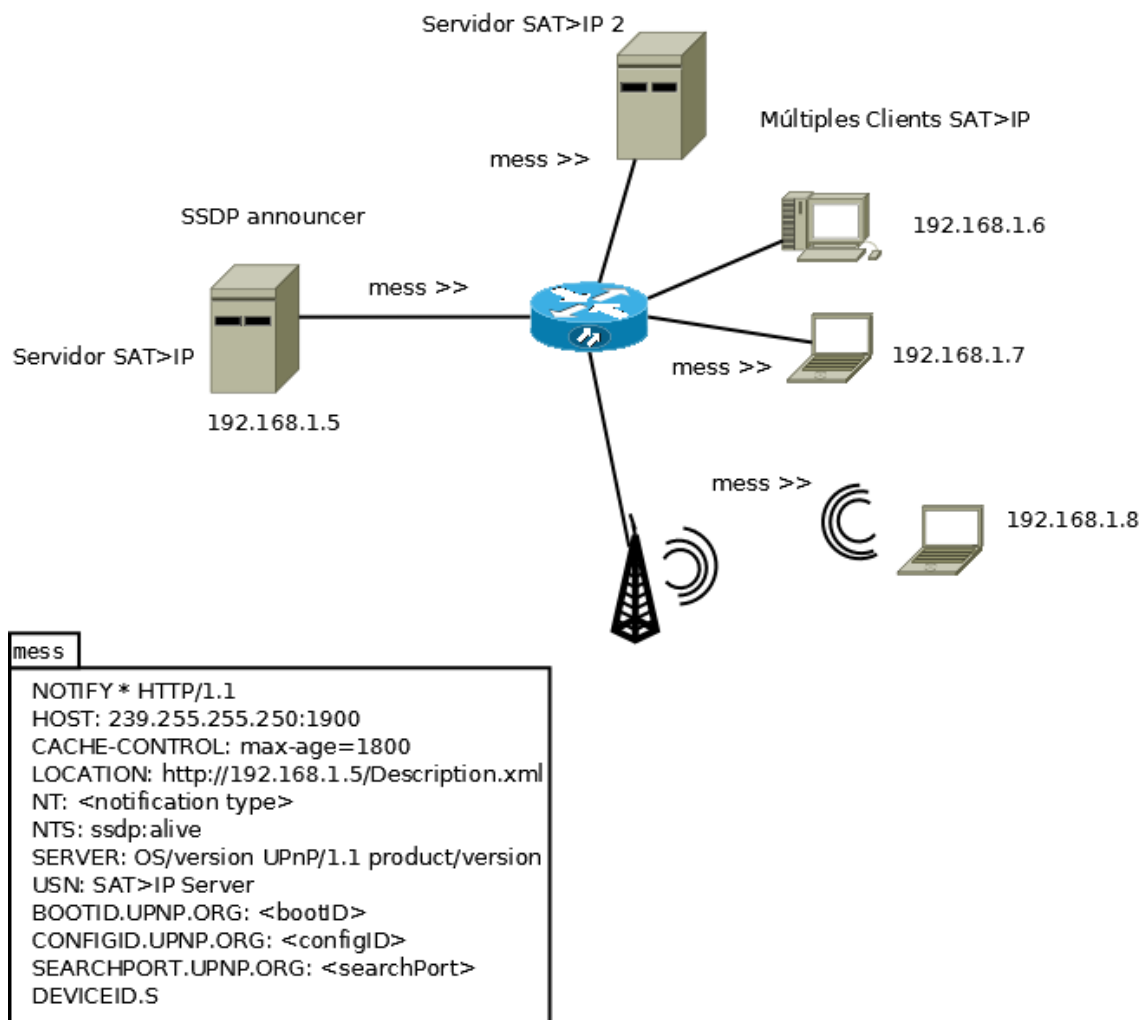 Servidor SAT>IP 2
Múltiples Clients SAT>IP
mess >>
SSDP announcer
192.168.1.6
mess >>
Servidor SAT>IP
192.168.1.7
mess >>
192.168.1.5
mess >>
192.168.1.8
mess
NOTIFY * HTTP/1.1
HOST: 239.255.255.250:1900
CACHE-CONTROL: max-age=1800
LOCATION: http://192.168.1.5/Description.xml
NT: <notification type>
NTS: ssdp:alive
SERVER: OS/version UPnP/1.1 product/version
USN: SAT>IP Server
BOOTID.UPNP.ORG: <bootID>
CONFIGID.UPNP.ORG: <configID>
SEARCHPORT.UPNP.ORG: <searchPort>
DEVICEID.S